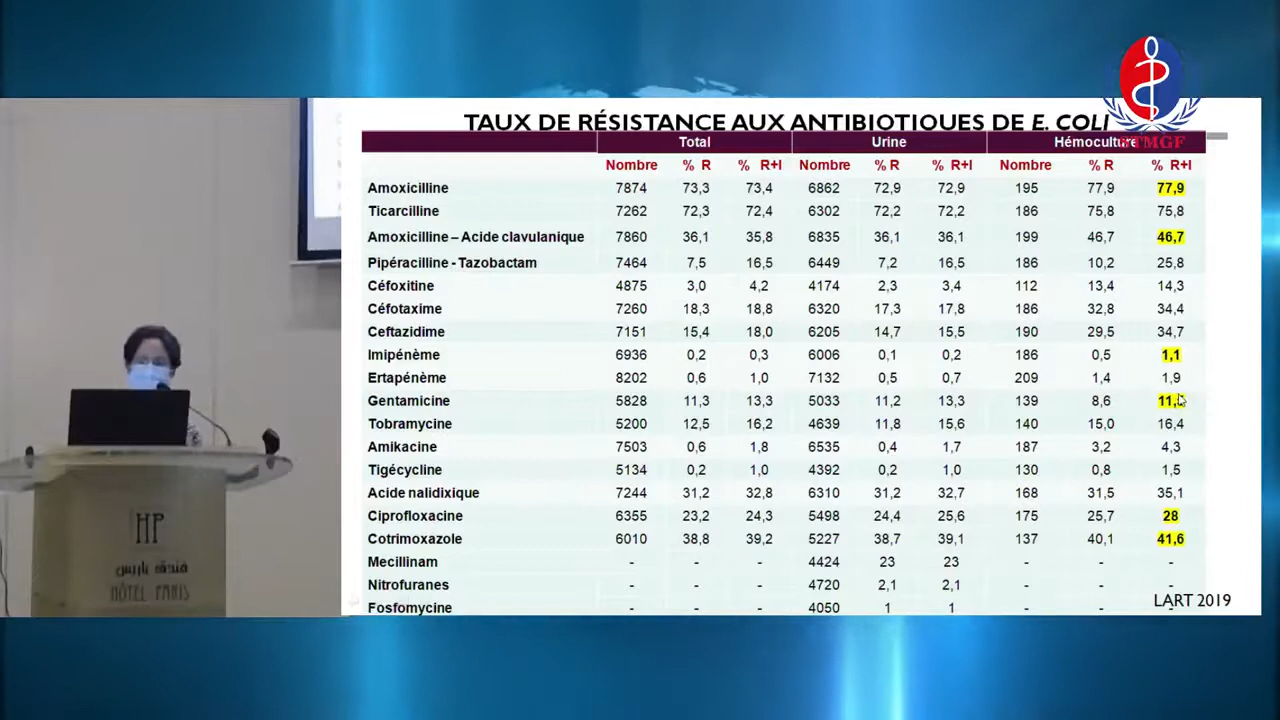 TAUX DE RÉSISTANCE AUX ANTIBIOTIQUES DE E. COLI
STMGF
Total Urine Hémoculture
Nombre % R % R+I Nombre % R % R+I Nombre % R % R+I
Amoxicilline 7874 73,3 73,4 6862 72,9 72,9 195 77,9 77,9
Ticarcilline 7262 72,3 72,4 6302 72,2 72,2 186 75,8 75,8
Amoxicilline – Acide clavulanique 7860 36,1 35,8 6835 36,1 36,1 199 46,7 46,7
Pipéracilline - Tazobactam 7464 7,5 16,5 6449 7,2 16,5 186 10,2 25,8
Céfoxitine 4875 3,0 4,2 4174 2,3 3,4 112 13,4 14,3
Céfotaxime 7260 18,3 18,8 6320 17,3 17,8 186 32,8 34,4
Ceftazidime 7151 15,4 18,0 6205 14,7 15,5 190 29,5 34,7
Imipénème 6936 0,2 0,3 6006 0,1 0,2 186 0,5 1,1
Ertapénème 8202 0,6 1,0 7132 0,5 0,7 209 1,4 1,9
Gentamicine 5828 11,3 13,3 5033 11,2 13,3 139 8,6
Tobramycine 5200 12,5 16,2 4639 11,8 15,6 140 15,0 16,4
Amikacine 7503 0,6 1,8 6535 0,4 1,7 187 3,2 4,3
Tigécycline 5134 0,2 1,0 4392 0,2 1,0 130 0,8 1,5
Acide nalidixique 7244 31,2 32,8 6310 31,2 32,7 168 31,5 35,1
Ciprofloxacine 6355 23,2 24,3 5498 24,4 25,6 175 25,7 28
Cotrimoxazole 6010 38,8 39,2 5227 38,7 39,1 137 40,1 41,6
Mecillinam - - - 4424 23 23 - - -
Nitrofuranes - - - 4720 2,1 2,1 - - -
Fosfomycine - - - 4050 1 1 - - -
LART 2019
HP
فندق باريس
HÔTEL PARIS